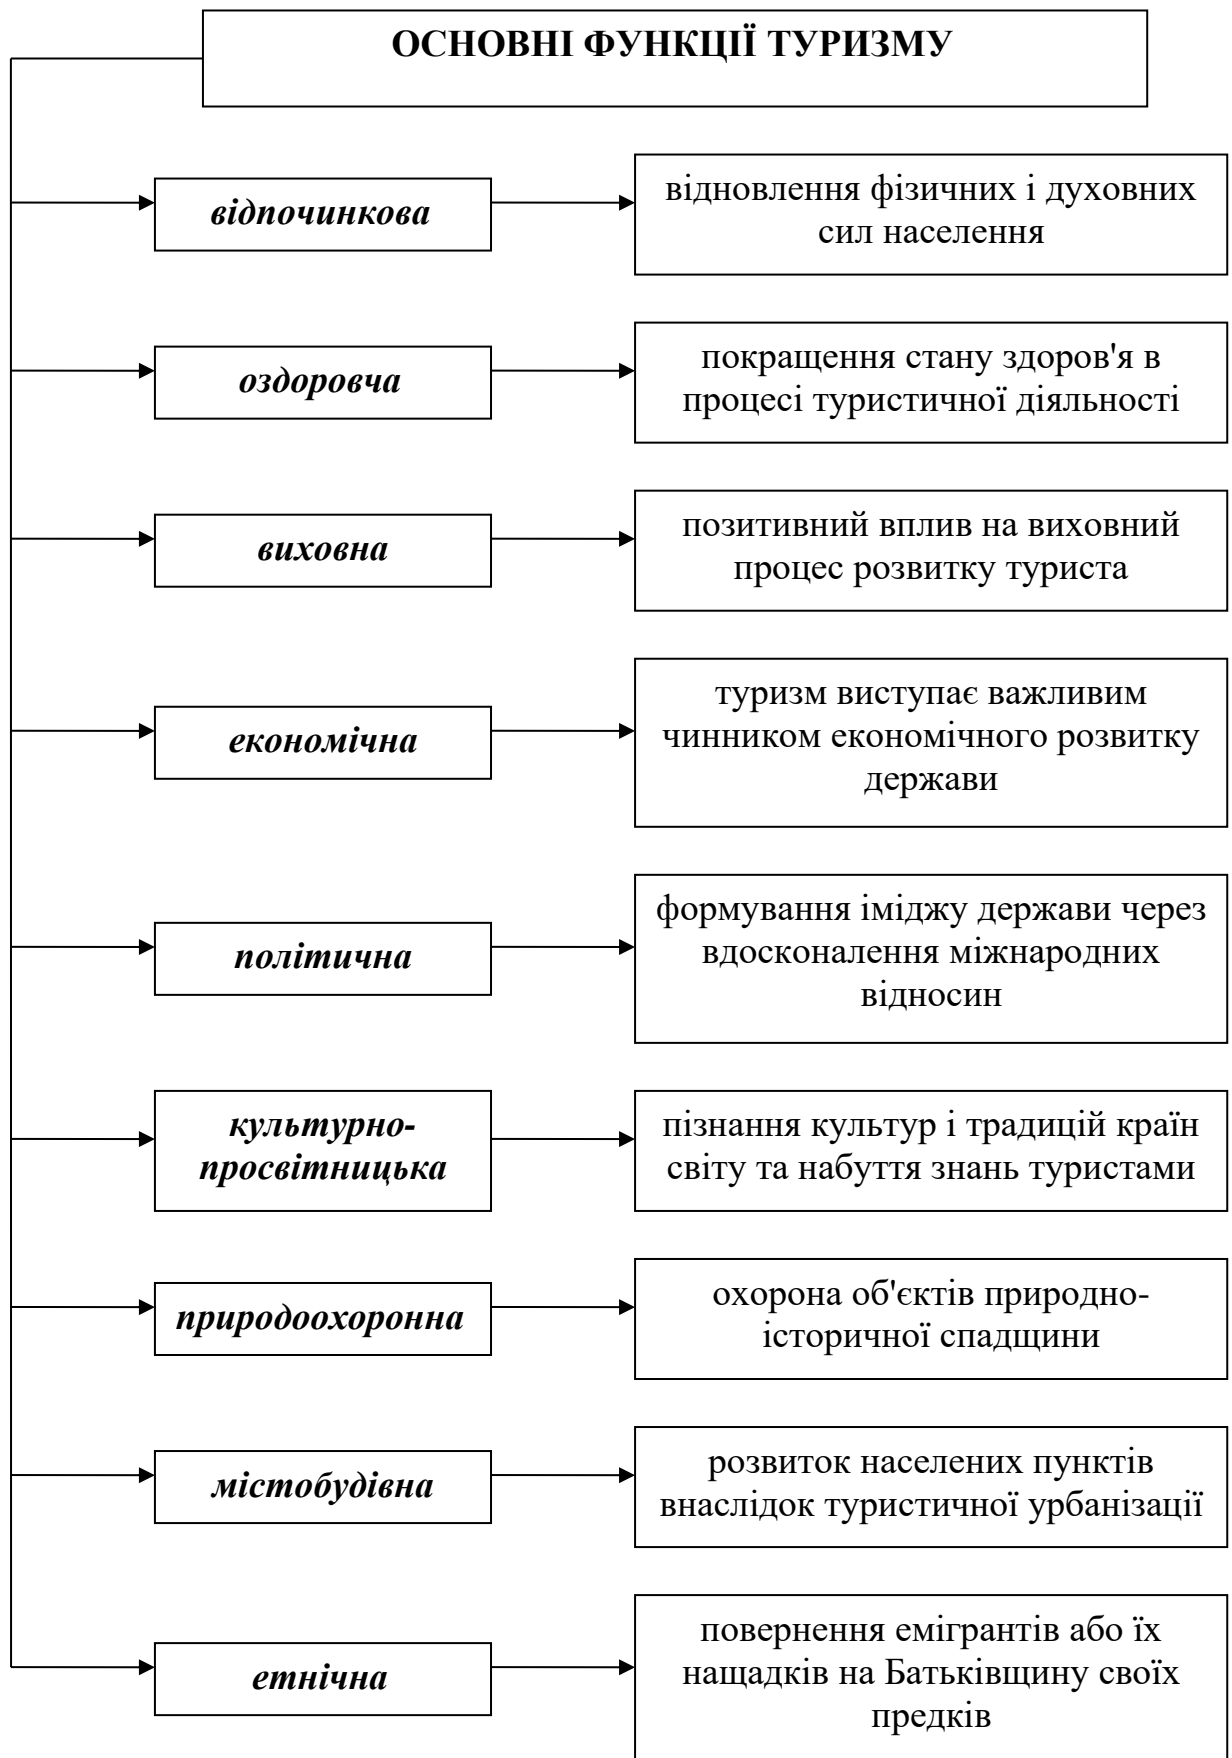 ОСНОВНІ ФУНКЦІЇ ТУРИЗМУ
відпочинкова
відновлення фізичних і духовних
сил населення
оздоровча
покращення стану здоров'я в
процесі туристичної діяльності
виховна
позитивний вплив на виховний
процес розвитку туриста
економічна
туризм виступає важливим
чинником економічного розвитку
держави
політична
формування іміджу держави через
вдосконалення міжнародних
відносин
культурно-
просвітницька
пізнання культур і традицій країн
світу та набуття знань туристами
природоохоронна
охорона об'єктів природно-
історичної спадщини
містобудівна
розвиток населених пунктів
внаслідок туристичної урбанізації
етнічна
повернення емігрантів або їх
нащадків на Батьківщину своїх
предків